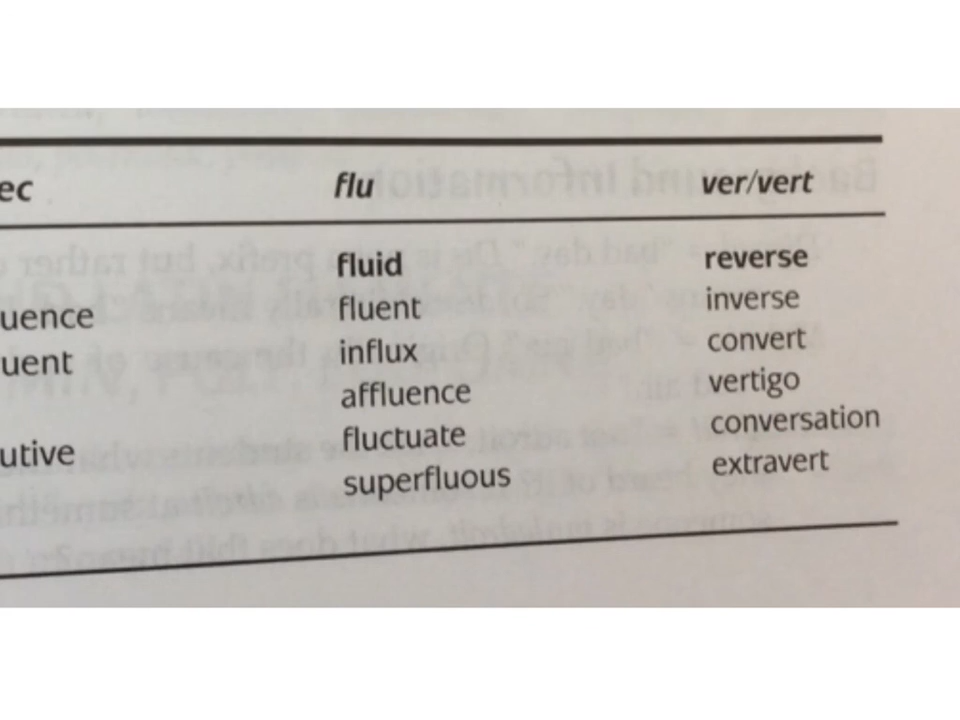 ec flu ver/vert
fluid reverse
uence fluent inverse
uent influx convert
affluence vertigo
utive fluctuate conversation
superfluous extravert